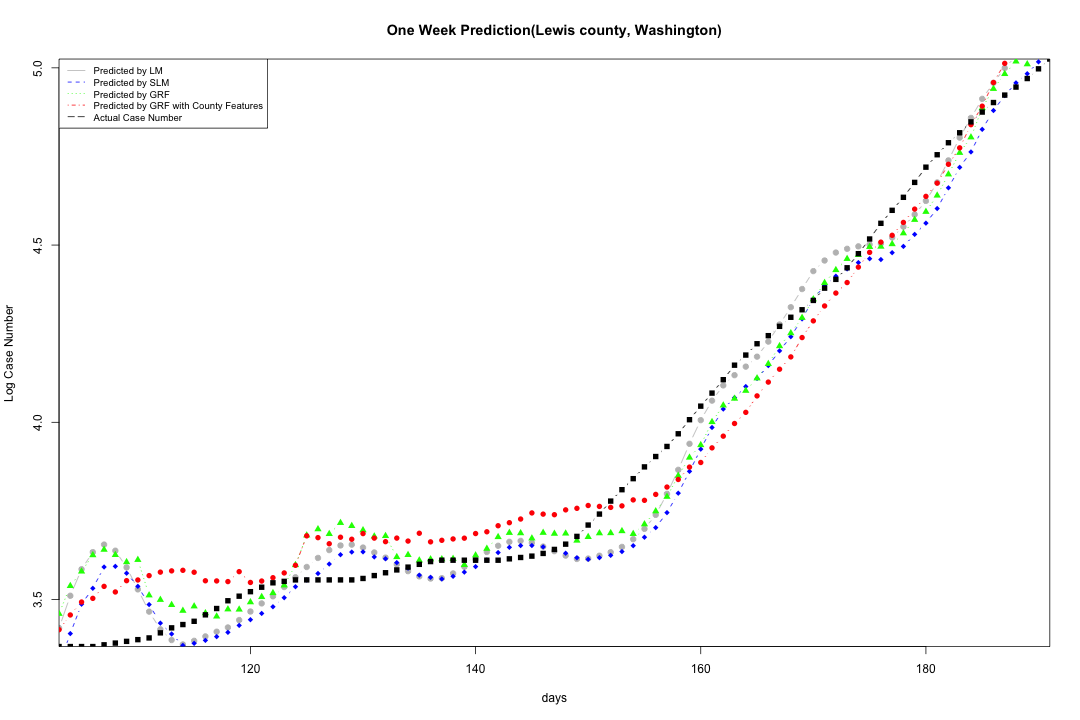 One Week Prediction(Lewis county, Washington)
Predicted by LM
Predicted by SLM
Predicted by GRF
Predicted by GRF with County Features
Actual Case Number
5.0
4.5
4.0
3.5
Log Case Number
120
140
160
180
days